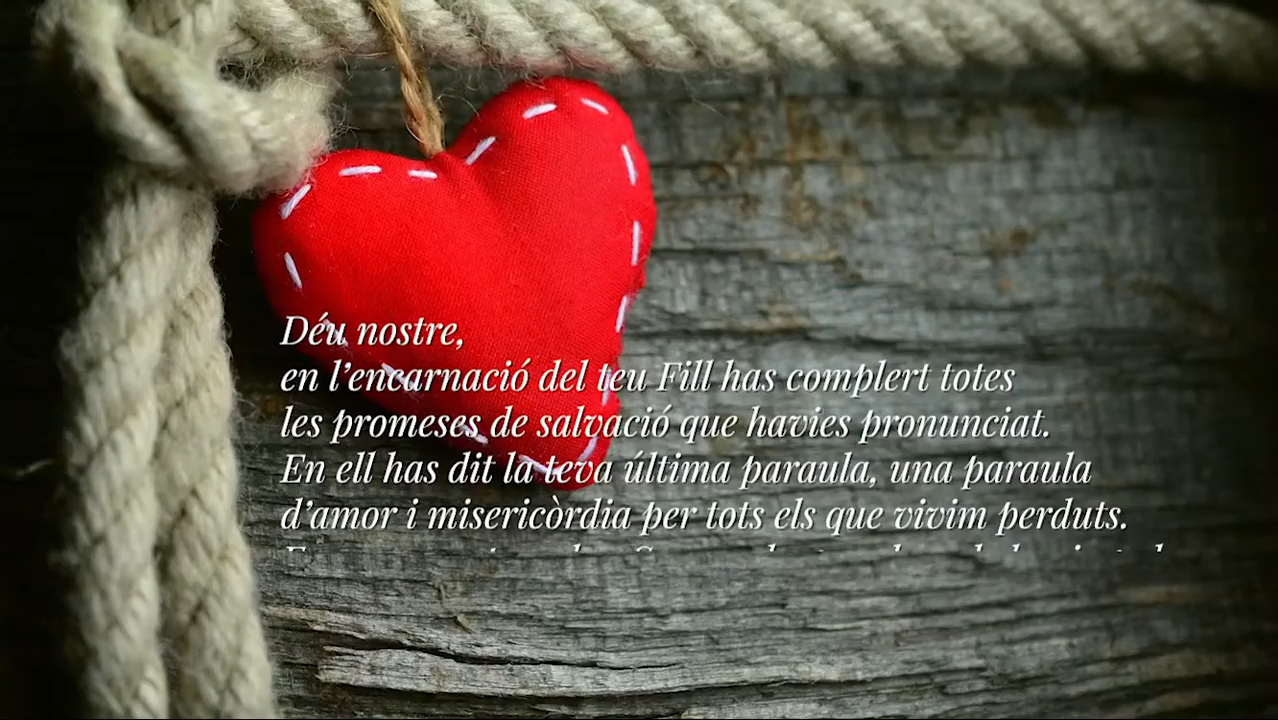 Déu nostre,
en l’encarnació del teu Fill has complert totes
les promeses de salvació que havies pronunciat.
En ell has dit la teva última paraula, una paraula
d’amor i misericòrdia per tots els que vivim perduts.